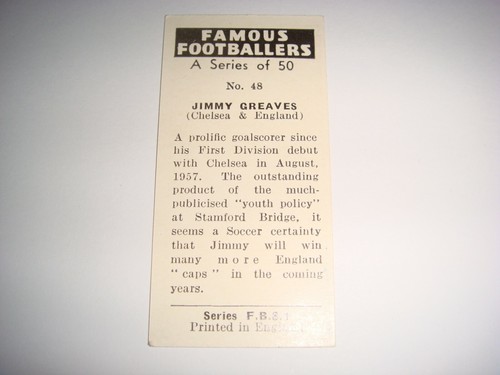 FAMOUS
FOOTBALLERS
A Series of 50
No. 48
JIMMY GREAVES
(Chelsea & England)
A prolific goalscorer since
his First Division debut
with Chelsea in August,
1957. The outstanding
product of the much-
publicised "youth policy"
at Stamford Bridge, it
seems a Soccer certainty
that Jimmy will win
many more England
"caps" in the coming
years.
Series F.B.S.
Printed in England